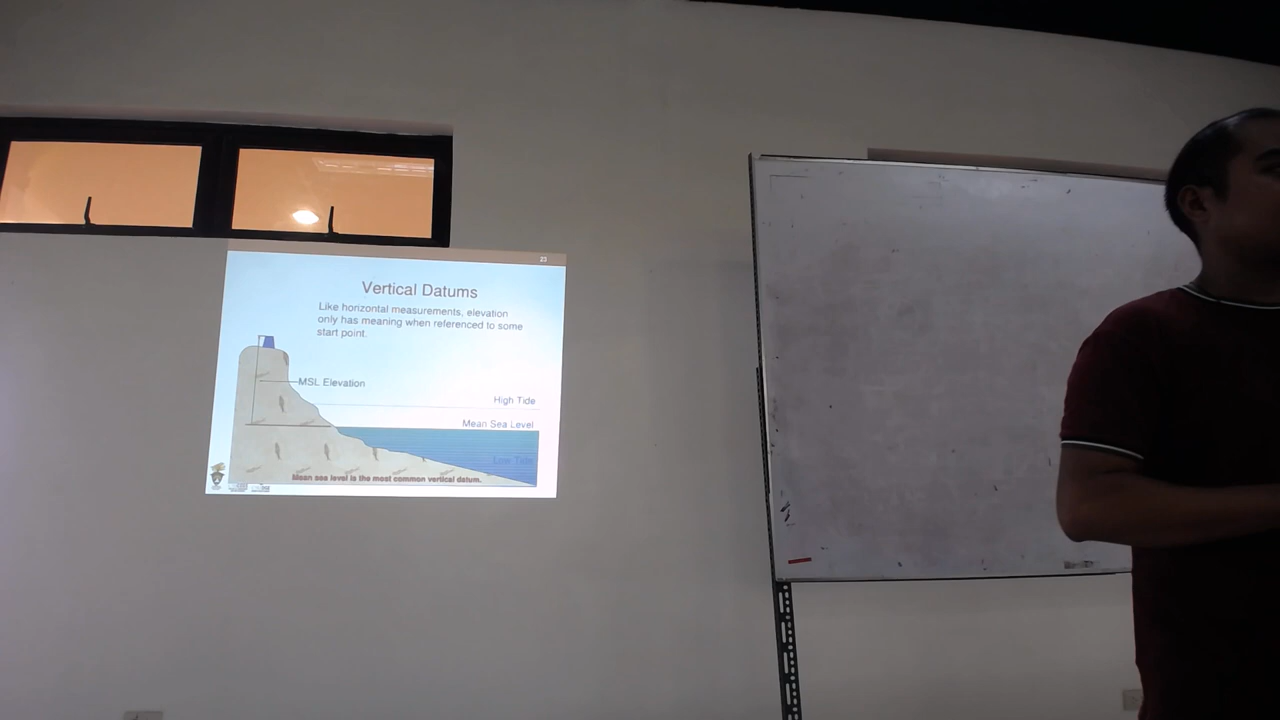 23
Vertical Datums
Like horizontal measurements, elevation
only has meaning when referenced to some
start point.
MSL Elevation
High Tide
Mean Sea Level
Low Tide
Mean sea level is the most common vertical datum.